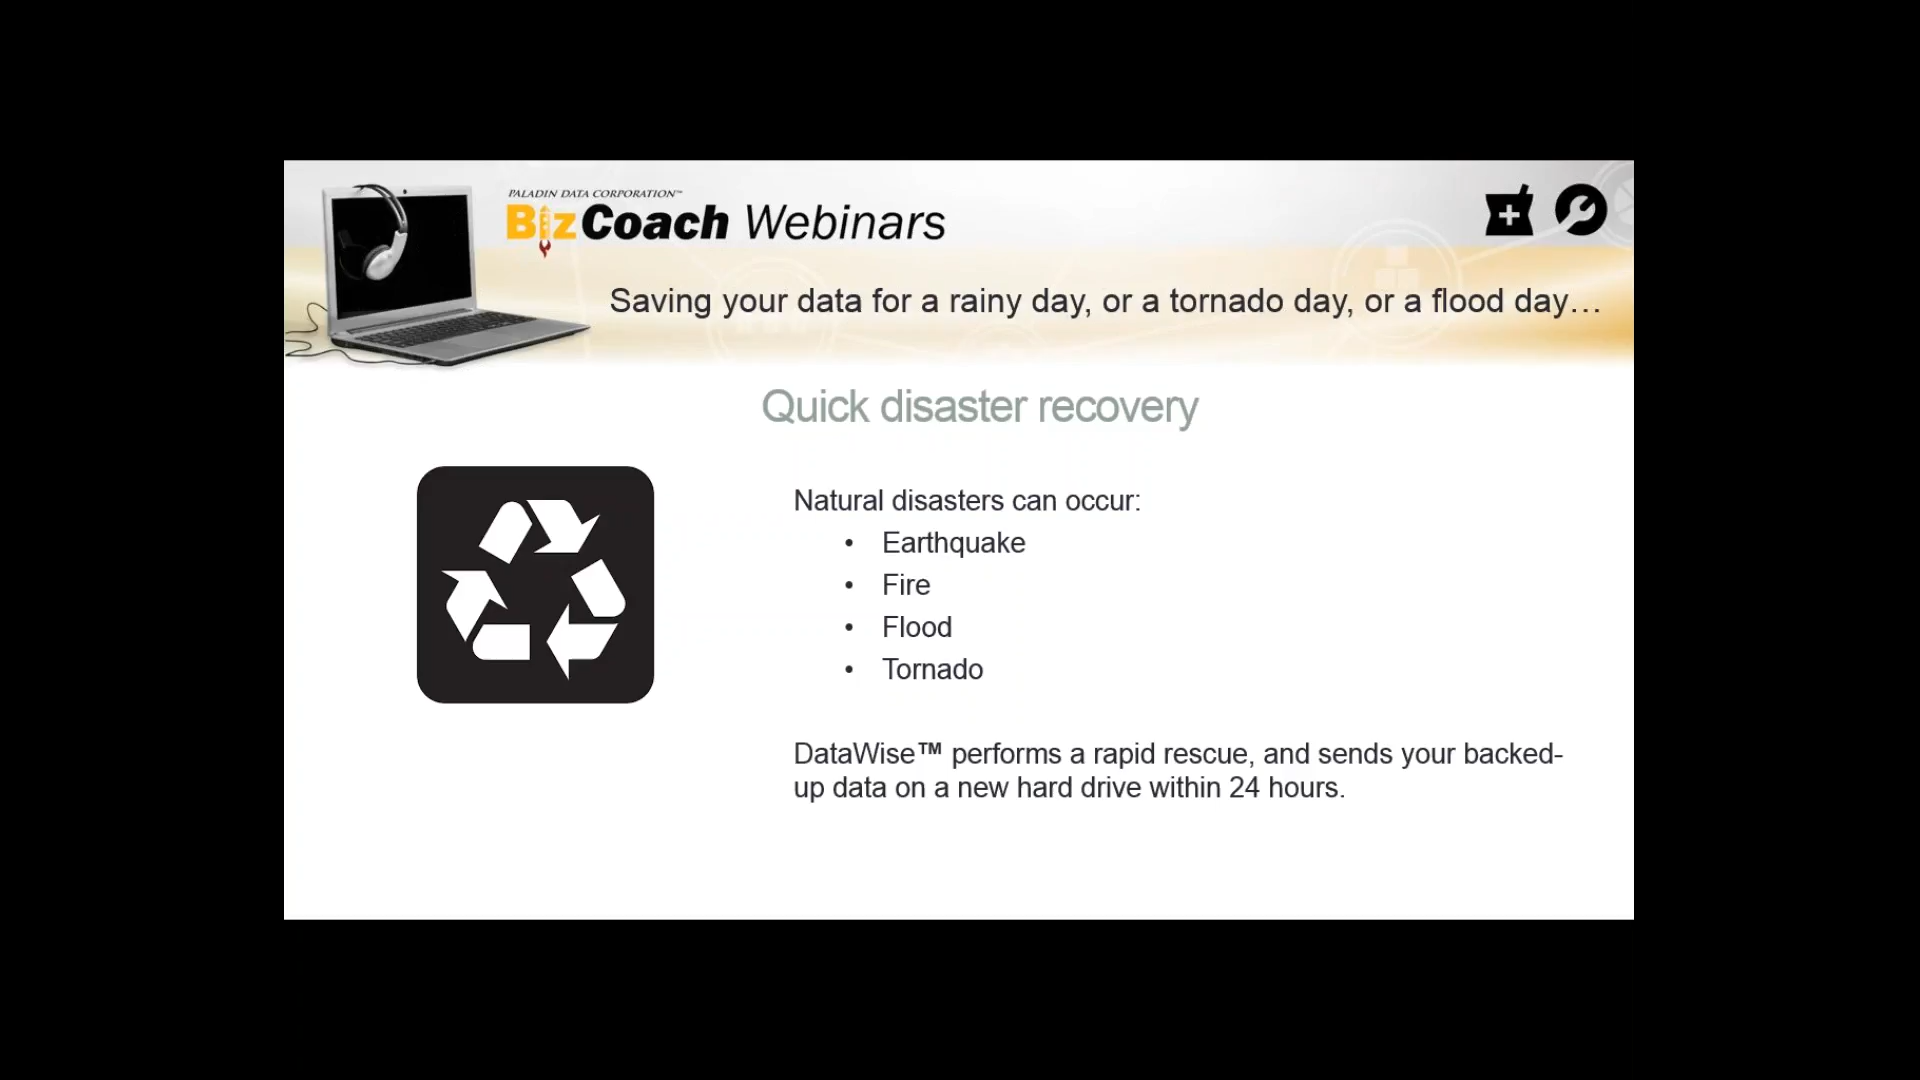 PALADIN DATA CORPORATION™
BizCoach Webinars
Saving your data for a rainy day, or a tornado day, or a flood day…
Quick disaster recovery
Natural disasters can occur:
• Earthquake
• Fire
• Flood
• Tornado
DataWise™ performs a rapid rescue, and sends your backed-
up data on a new hard drive within 24 hours.